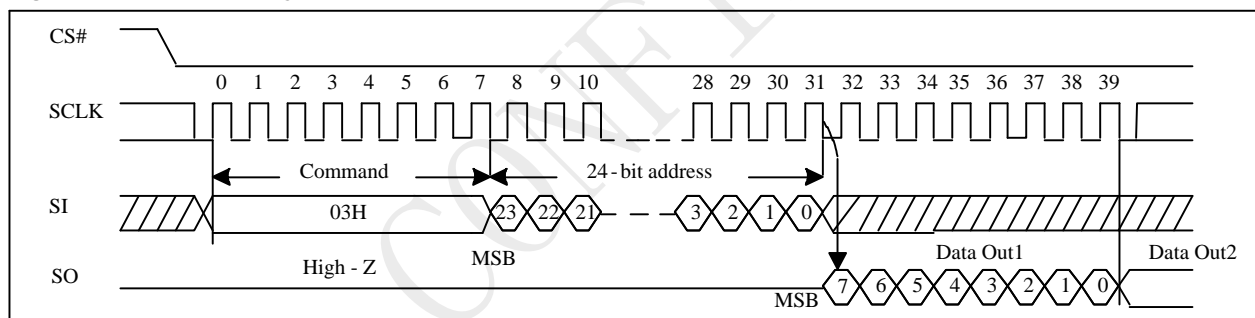 CS#
0 1 2 3 4 5 6 7 8 9 10 28 29 30 31 32 33 34 35 36 37 38 39
SCLK
Command 24-bit address
SI 03H 23 22 21 3 2 1 0
High - Z MSB Data Out1 Data Out2
SO MSB 7 6 5 4 3 2 1 0